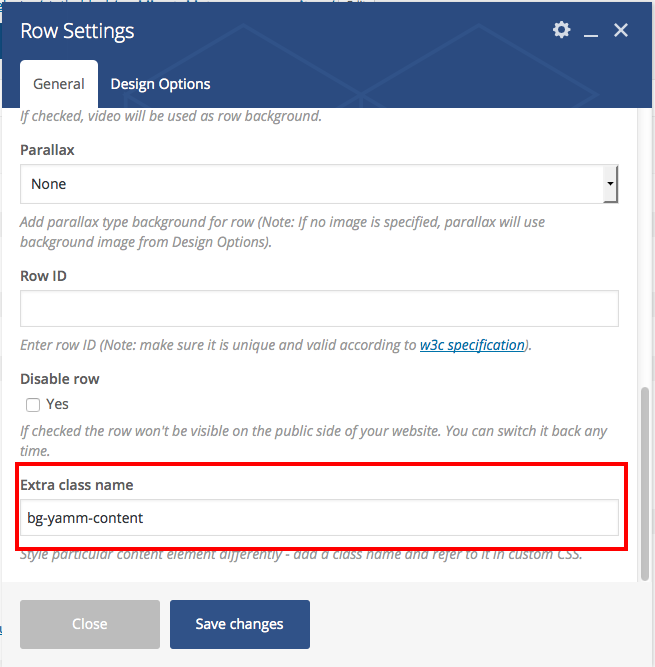 Row Settings
General Design Options
If checked, video will be used as row background.
Parallax
None
Add parallax type background for row (Note: If no image is specified, parallax will use
background image from Design Options).
Row ID
Enter row ID (Note: make sure it is unique and valid according to w3c specification).
Disable row
Yes
If checked the row won't be visible on the public side of your website. You can switch it back any
time.
Extra class name
bg-yamm-content
Style particular content element differently - add a class name and refer to it in custom CSS.
Close Save changes